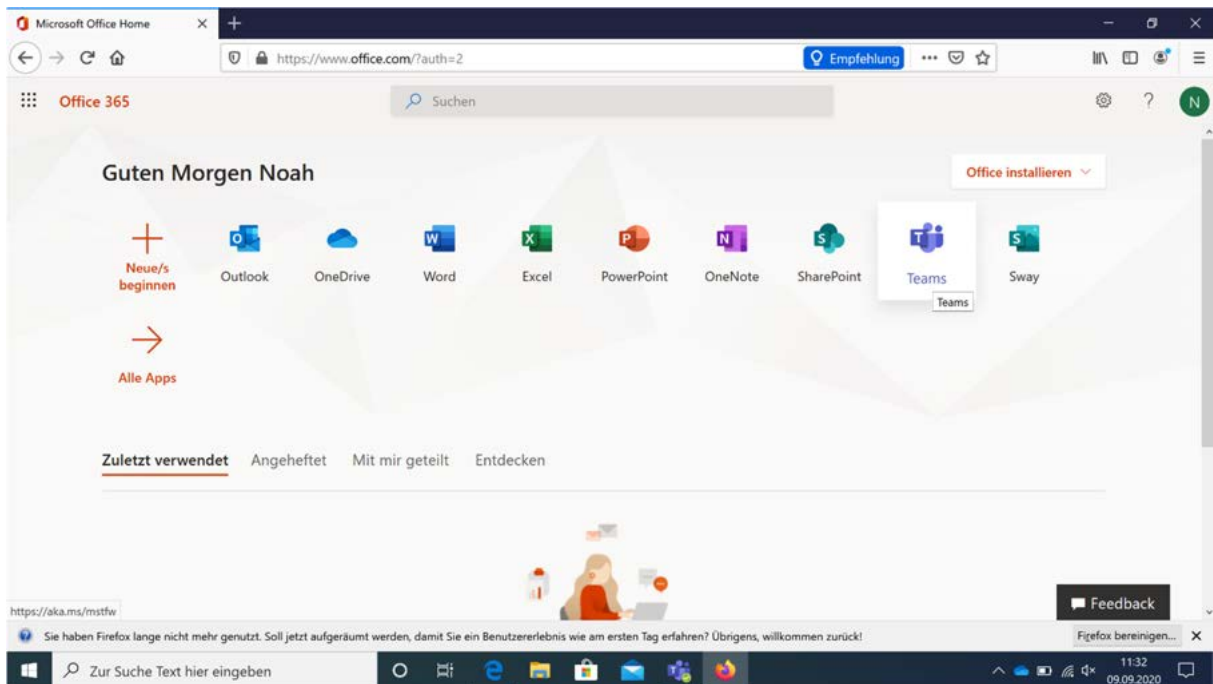 Microsoft Office Home
https://www.office.com/?auth=2
Empfehlung
Office 365
Suchen
?
N
Guten Morgen Noah
Office installieren
Neue/s
beginnen
Outlook
OneDrive
Word
Excel
PowerPoint
OneNote
SharePoint
Teams
Sway
Teams
Alle Apps
Zuletzt verwendet Angeheftet Mit mir geteilt Entdecken
Feedback
https://aka.ms/mstfw
Sie haben Firefox lange nicht mehr genutzt. Soll jetzt aufgeräumt werden, damit Sie ein Benutzererlebnis wie am ersten Tag erfahren? Übrigens, willkommen zurück!
Firefox bereinigen...
Zur Suche Text hier eingeben
11:32
09.09.2020